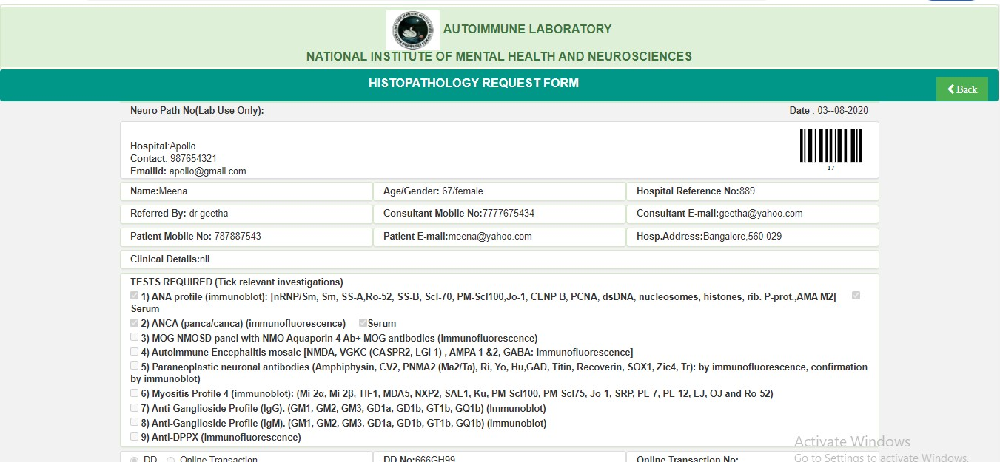 AUTOIMMUNE LABORATORY
NATIONAL INSTITUTE OF MENTAL HEALTH AND NEUROSCIENCES
HISTOPATHOLOGY REQUEST FORM
Back
Neuro Path No(Lab Use Only):
Date : 03--08-2020
Hospital:Apollo
Contact: 987654321
EmailId: apollo@gmail.com
17
Name:Meena
Age/Gender: 67/female
Hospital Reference No:889
Referred By: dr geetha
Consultant Mobile No:7777675434
Consultant E-mail:geetha@yahoo.com
Patient Mobile No: 787887543
Patient E-mail:meena@yahoo.com
Hosp.Address:Bangalore,560 029
Clinical Details:nil
TESTS REQUIRED (Tick relevant investigations)
1) ANA profile (immunoblot): [nRNP/Sm, Sm, SS-A,Ro-52, SS-B, Scl-70, PM-Scl100,Jo-1, CENP B, PCNA, dsDNA, nucleosomes, histones, rib. P-prot.,AMA M2]
Serum
2) ANCA (panca/canca) (immunofluorescence) Serum
3) MOG NMOSD panel with NMO Aquaporin 4 Ab+ MOG antibodies (immunofluorescence)
4) Autoimmune Encephalitis mosaic [NMDA, VGKC (CASPR2, LGI 1) , AMPA 1 &2, GABA: immunofluorescence]
5) Paraneoplastic neuronal antibodies (Amphiphysin, CV2, PNMA2 (Ma2/Ta), Ri, Yo, Hu,GAD, Titin, Recoverin, SOX1, Zic4, Tr): by immunofluorescence, confirmation
by immunoblot)
6) Myositis Profile 4 (immunoblot): (Mi-2α, Mi-2β, TIF1, MDA5, NXP2, SAE1, Ku, PM-Scl100, PM-Scl75, Jo-1, SRP, PL-7, PL-12, EJ, OJ and Ro-52)
7) Anti-Ganglioside Profile (IgG). (GM1, GM2, GM3, GD1a, GD1b, GT1b, GQ1b) (Immunoblot)
8) Anti-Ganglioside Profile (IgM). (GM1, GM2, GM3, GD1a, GD1b, GT1b, GQ1b) (Immunoblot)
9) Anti-DPPX (immunofluorescence)
DD Online Transaction
DD No:666GH99
Online Transaction No:
Activate Windows
Go to Settings to activate Windows.